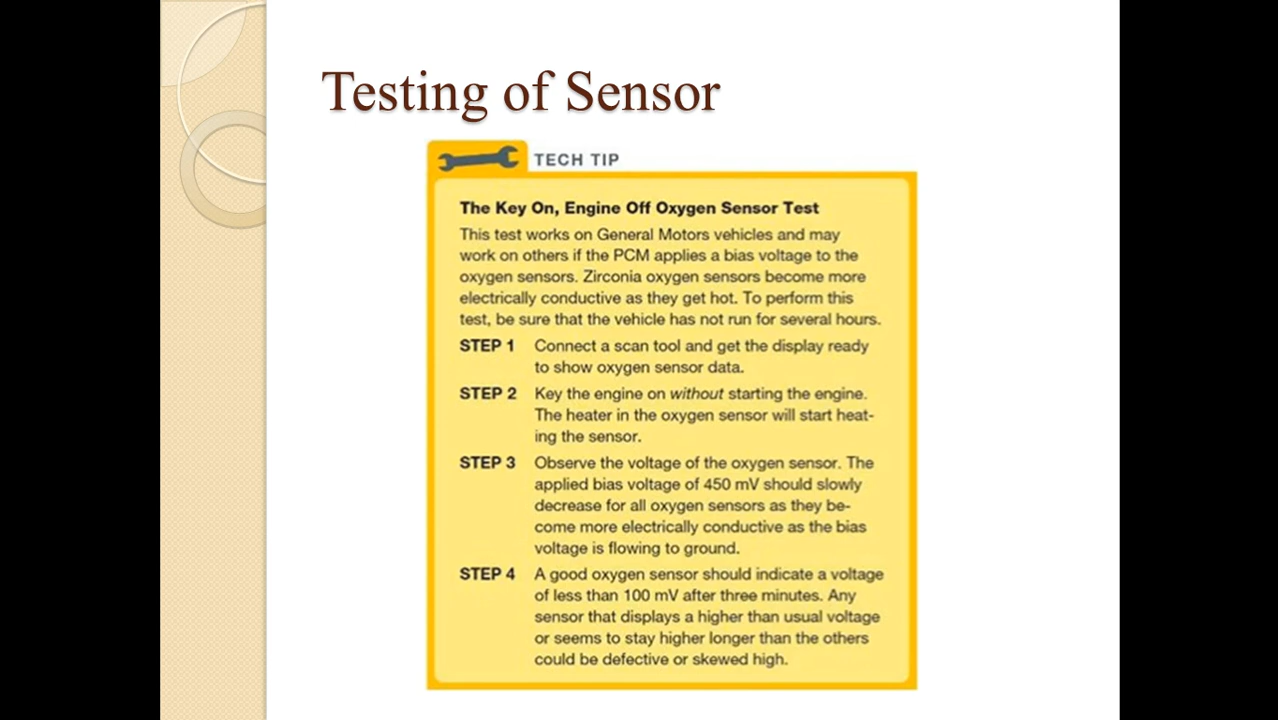 Testing of Sensor
TECH TIP
The Key On, Engine Off Oxygen Sensor Test
This test works on General Motors vehicles and may
work on others if the PCM applies a bias voltage to the
oxygen sensors. Zirconia oxygen sensors become more
electrically conductive as they get hot. To perform this
test, be sure that the vehicle has not run for several hours.
STEP 1 Connect a scan tool and get the display ready
to show oxygen sensor data.
STEP 2 Key the engine on without starting the engine.
The heater in the oxygen sensor will start heat-
ing the sensor.
STEP 3 Observe the voltage of the oxygen sensor. The
applied bias voltage of 450 mV should slowly
decrease for all oxygen sensors as they be-
come more electrically conductive as the bias
voltage is flowing to ground.
STEP 4 A good oxygen sensor should indicate a voltage
of less than 100 mV after three minutes. Any
sensor that displays a higher than usual voltage
or seems to stay higher longer than the others
could be defective or skewed high.